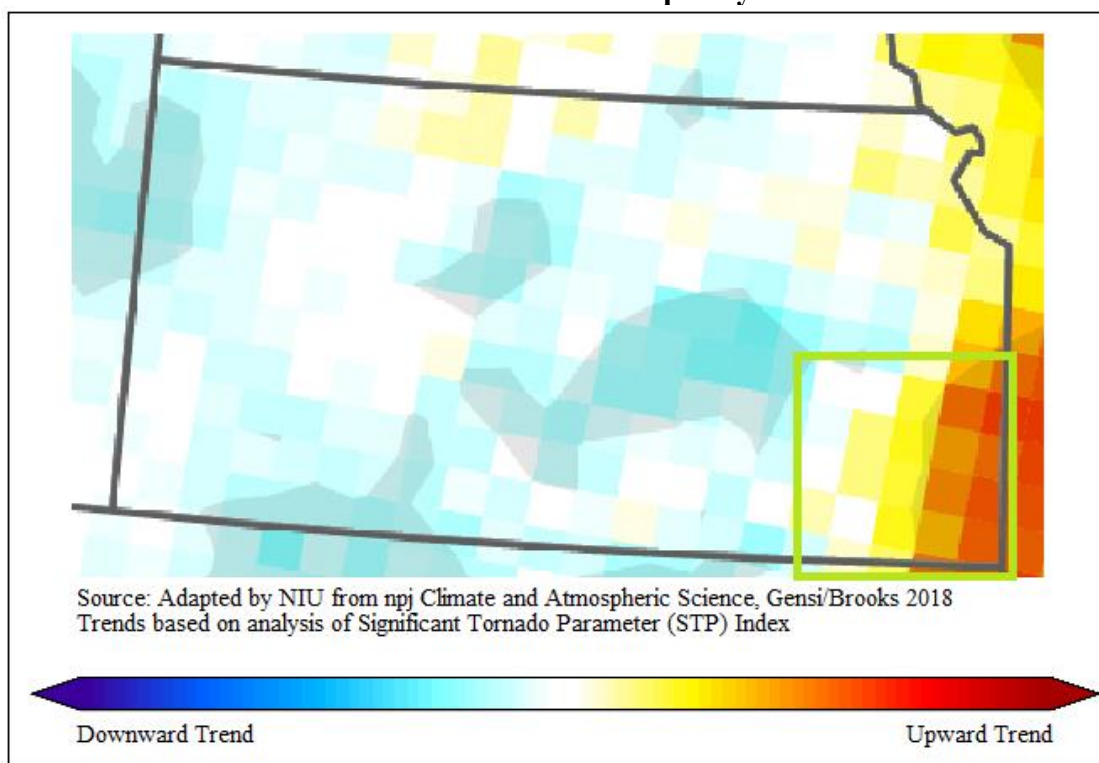 Source: Adapted by NIU from npj Climate and Atmospheric Science, Gensi/Brooks 2018
Trends based on analysis of Significant Tornado Parameter (STP) Index
Downward Trend
Upward Trend